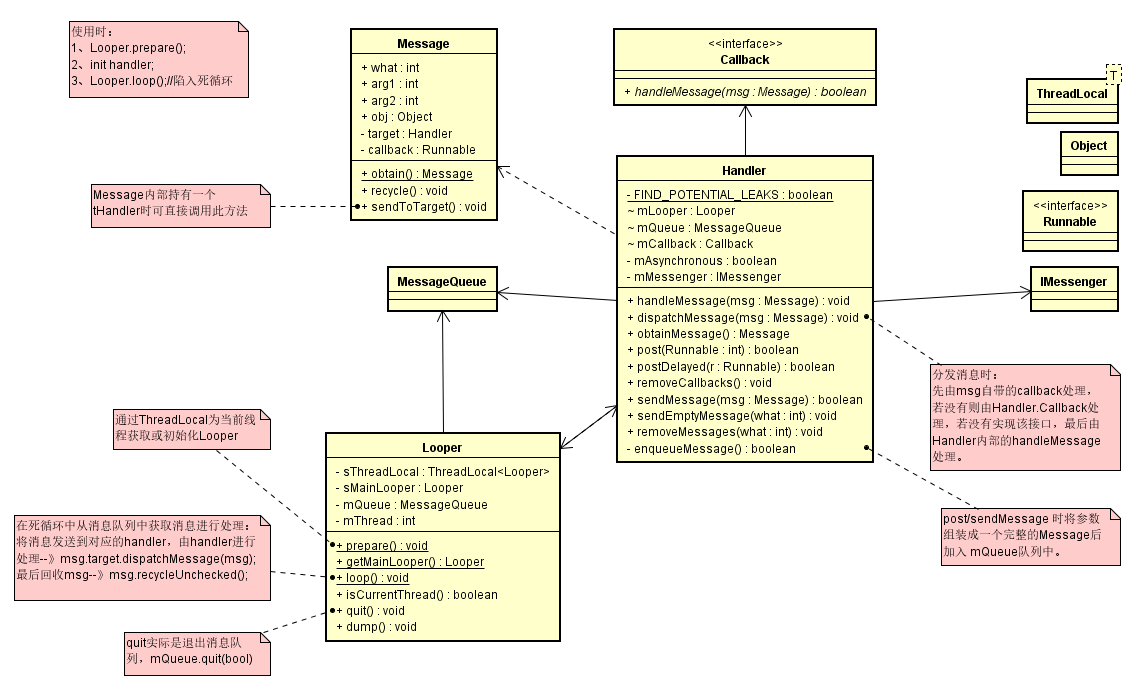 使用时：
1、Looper.prepare();
2、init handler;
3、Looper.loop();//陷入死循环
Message
+ what : int
+ arg1 : int
+ arg2 : int
+ obj : Object
- target : Handler
- callback : Runnable
+ obtain() : Message
+ recycle() : void
+ sendToTarget() : void
<<interface>>
Callback
+ handleMessage(msg : Message) : boolean
T
ThreadLocal
Object
<<interface>>
Runnable
IMessenger
Message内部持有一个
tHandler时可直接调用此方法
MessageQueue
Handler
- FIND_POTENTIAL_LEAKS : boolean
~ mLooper : Looper
~ mQueue : MessageQueue
~ mCallback : Callback
- mAsynchronous : boolean
- mMessenger : IMessenger
+ handleMessage(msg : Message) : void
+ dispatchMessage(msg : Message) : void
+ obtainMessage() : Message
+ post(Runnable : int) : boolean
+ postDelayed(r : Runnable) : boolean
+ removeCallbacks() : void
+ sendMessage(msg : Message) : boolean
+ sendEmptyMessage(what : int) : void
+ removeMessages(what : int) : void
- enqueueMessage() : boolean
分发消息时：
先由msg自带的callback处理，
若没有则由Handler.Callback处
理，若没有实现该接口，最后由
Handler内部的handleMessage
处理。
post/sendMessage 时将参数
组装成一个完整的Message后
加入 mQueue队列中。
通过ThreadLocal为当前线
程获取或初始化Looper
Looper
- sThreadLocal : ThreadLocal<Looper>
- sMainLooper : Looper
- mQueue : MessageQueue
- mThread : int
+ prepare() : void
+ getMainLooper() : Looper
+ loop() : void
+ isCurrentThread() : boolean
+ quit() : void
+ dump() : void
在死循环中从消息队列中获取消息进行处理：
将消息发送到对应的handler，由handler进行
处理--》msg.target.dispatchMessage(msg);
最后回收msg--》msg.recycleUnchecked();
quit实际是退出消息队
列，mQueue.quit(bool)